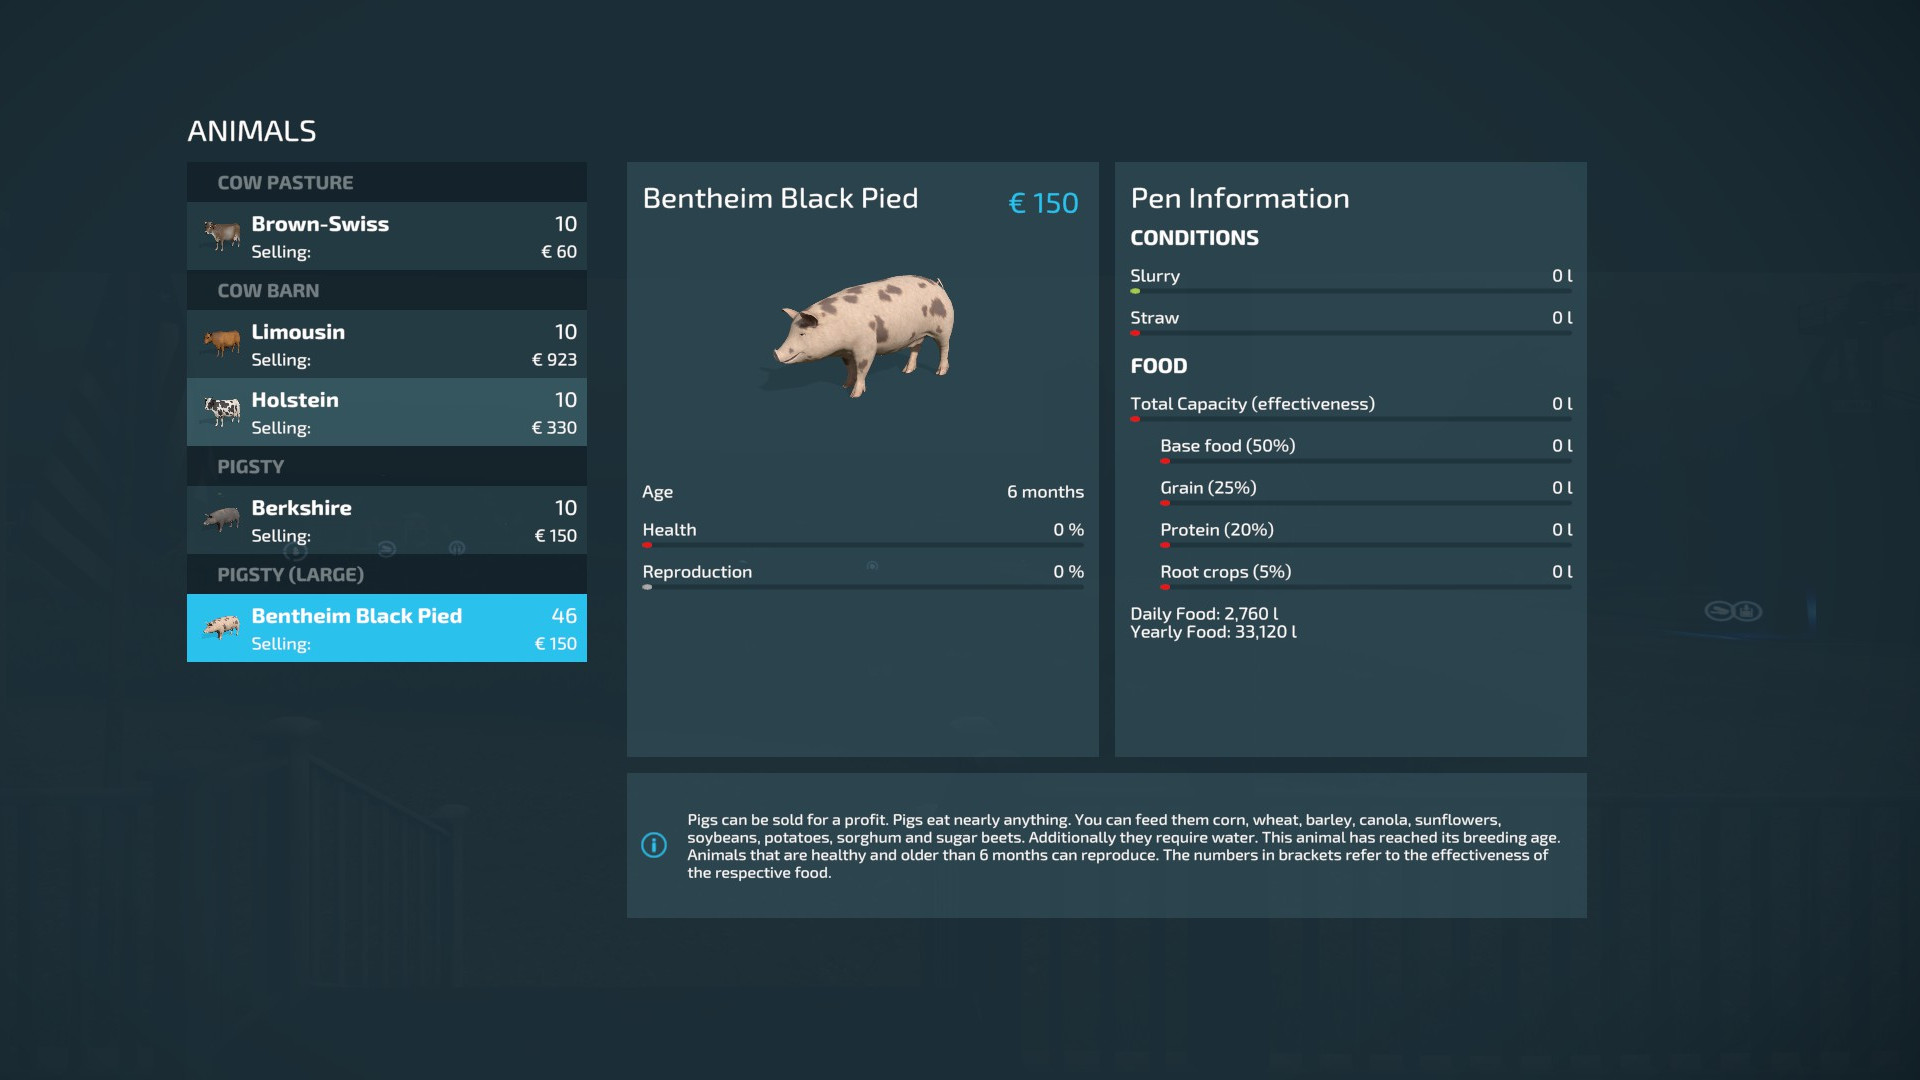 ANIMALS
COW PASTURE
Brown-Swiss 10
Selling: € 60
COW BARN
Limousin 10
Selling: € 923
Holstein 10
Selling: € 330
PIGSTY
Berkshire 10
Selling: € 150
PIGSTY (LARGE)
Bentheim Black Pied 46
Selling: € 150
Bentheim Black Pied € 150
Age 6 months
Health 0 %
Reproduction 0 %
Pen Information
CONDITIONS
Slurry 0 l
Straw 0 l
FOOD
Total Capacity (effectiveness) 0 l
Base food (50%) 0 l
Grain (25%) 0 l
Protein (20%) 0 l
Root crops (5%) 0 l
Daily Food: 2,760 l
Yearly Food: 33,120 l
Pigs can be sold for a profit. Pigs eat nearly anything. You can feed them corn, wheat, barley, canola, sunflowers,
soybeans, potatoes, sorghum and sugar beets. Additionally they require water. This animal has reached its breeding age.
Animals that are healthy and older than 6 months can reproduce. The numbers in brackets refer to the effectiveness of
the respective food.